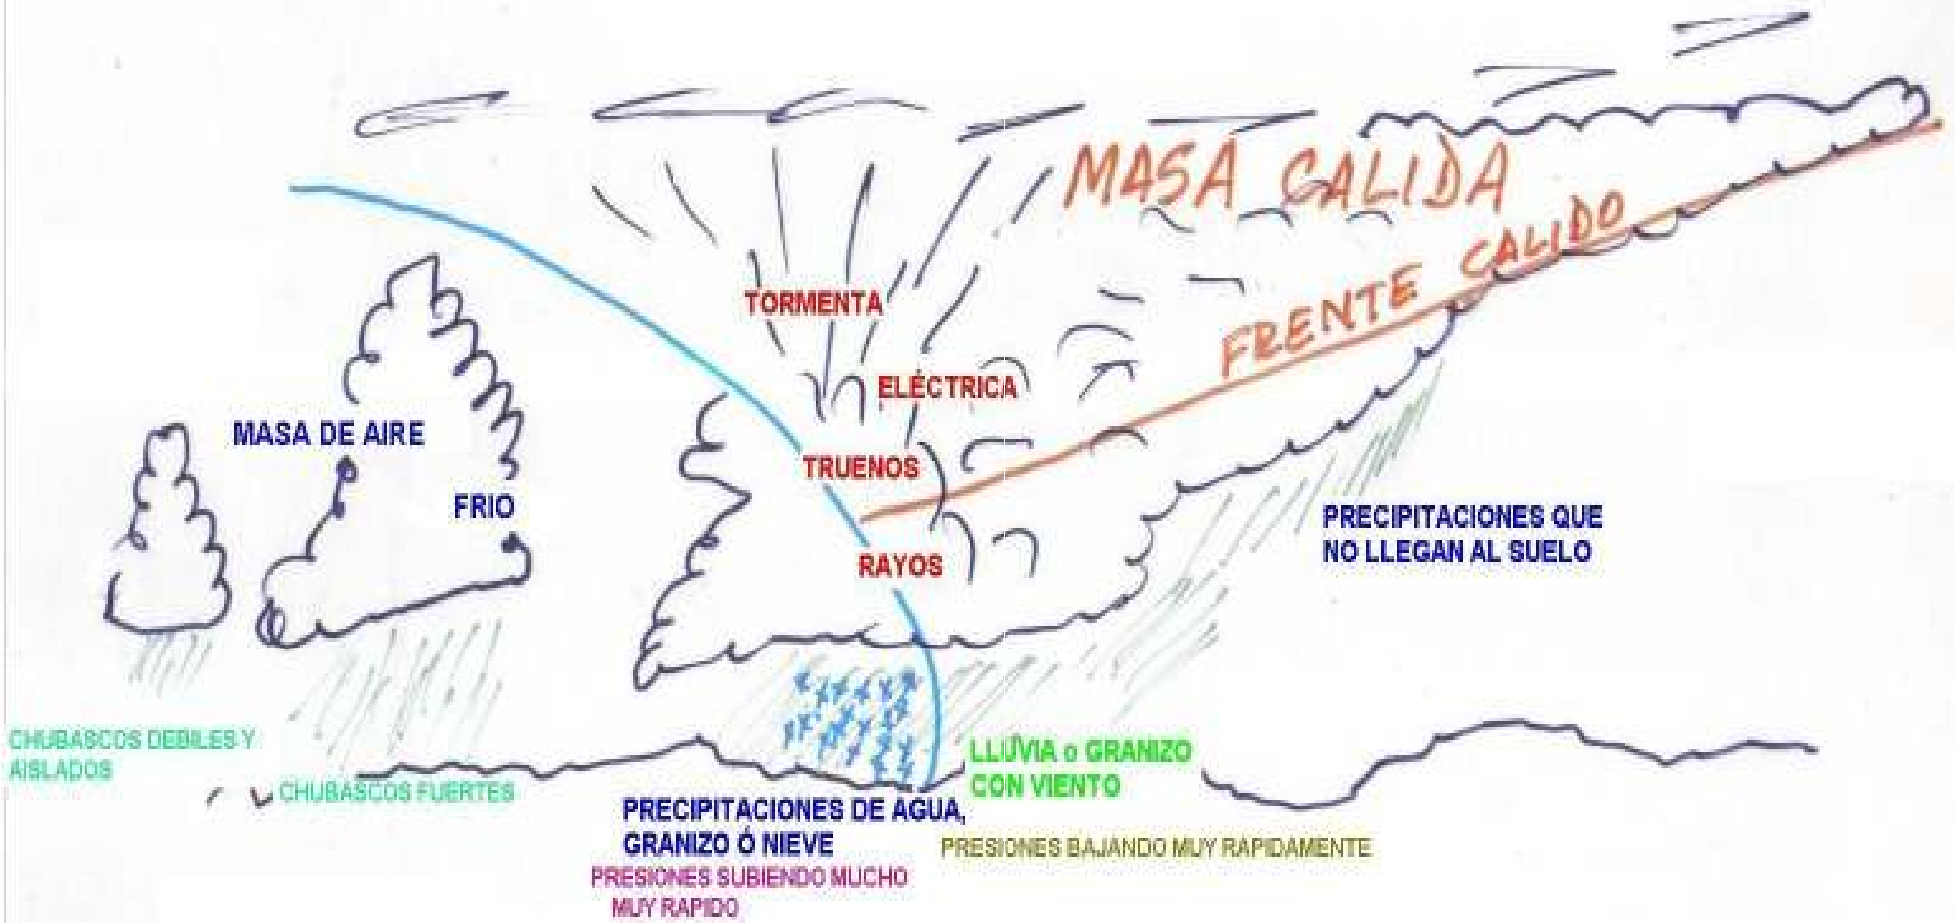 MASA CALIDA
FRENTE CALIDO
TORMENTA
ELÉCTRICA
TRUENOS
RAYOS
MASA DE AIRE
FRIO
PRECIPITACIONES QUE
NO LLEGAN AL SUELO
CHUBASCOS DEBILES Y
AISLADOS
CHUBASCOS FUERTES
LLUVIA o GRANIZO
CON VIENTO
PRECIPITACIONES DE AGUA,
GRANIZO Ó NIEVE
PRESIONES BAJANDO MUY RAPIDAMENTE
PRESIONES SUBIENDO MUCHO
MUY RAPIDO